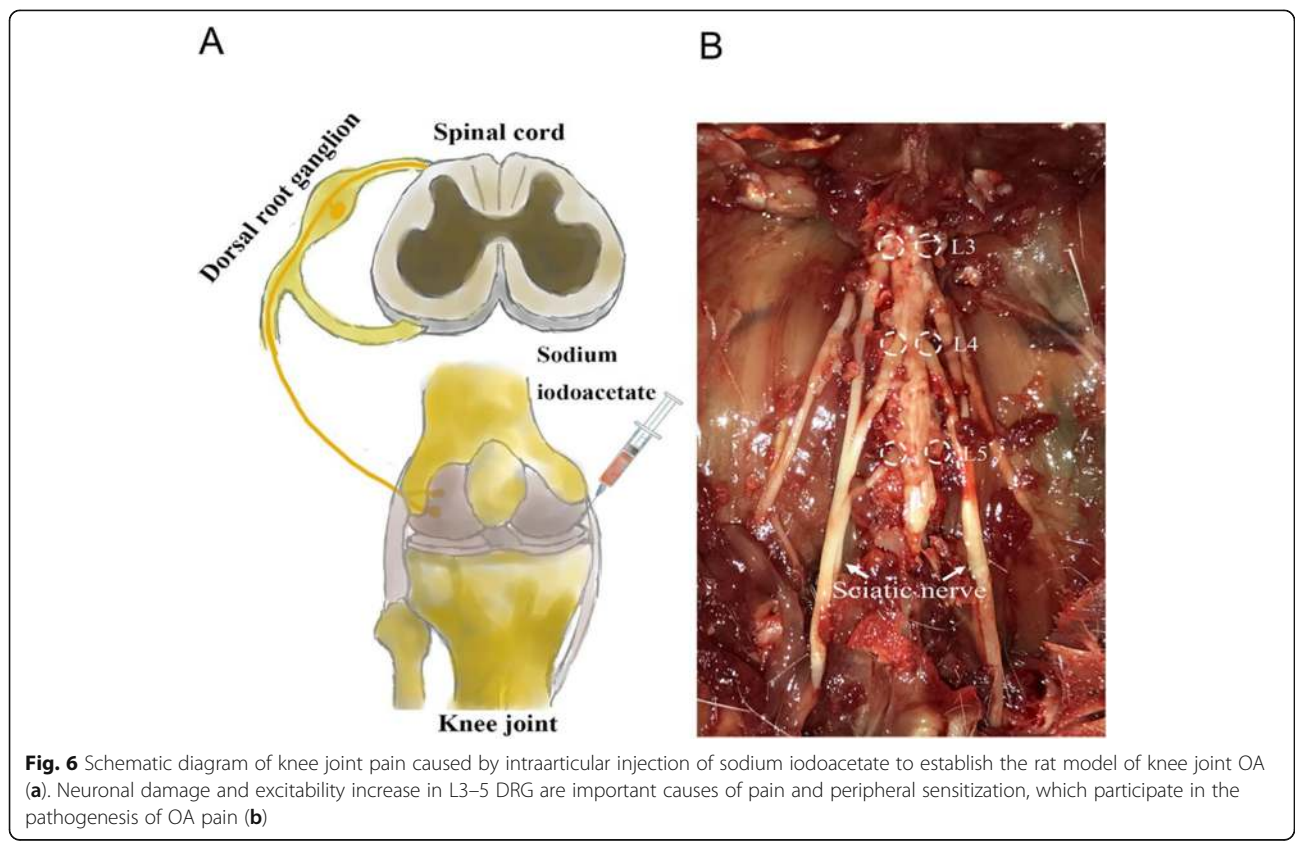 A
B
Dorsal root ganglion
Spinal cord
Sodium
iodoacetate
Knee joint
L3
L4
L5
Sciatic nerve
Fig. 6 Schematic diagram of knee joint pain caused by intraarticular injection of sodium iodoacetate to establish the rat model of knee joint OA
(a). Neuronal damage and excitability increase in L3–5 DRG are important causes of pain and peripheral sensitization, which participate in the
pathogenesis of OA pain (b)